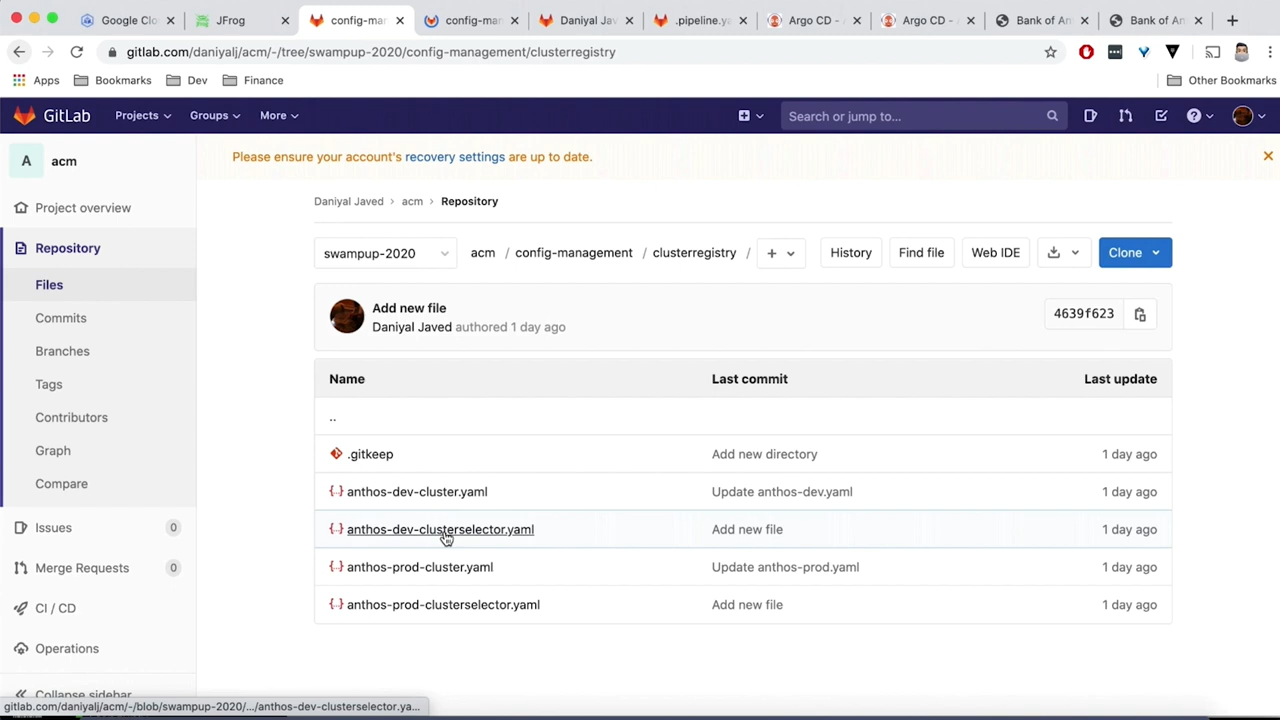 Google Clo
JFrog
config-ma
config-ma
Daniyal Ja
.pipeline.ya
Argo CD -
Argo CD -
Bank of An
Bank of An
gitlab.com/daniyalj/acm/-/tree/swampup-2020/config-management/clusterregistry
Apps
Bookmarks
Dev
Finance
Other Bookmarks
GitLab
Projects
Groups
More
Search or jump to...
A
acm
Please ensure your account's recovery settings are up to date.
Daniyal Javed > acm > Repository
Project overview
Repository
Files
Commits
Branches
Tags
Contributors
Graph
Compare
Issues 0
Merge Requests 0
CI / CD
Operations
Collapse sidebar
swampup-2020
acm / config-management / clusterregistry /
History
Find file
Web IDE
Clone
Add new file
Daniyal Javed authored 1 day ago
4639f623
Name Last commit Last update
..
.gitkeep Add new directory 1 day ago
anthos-dev-cluster.yaml Update anthos-dev.yaml 1 day ago
anthos-dev-clusterselector.yaml Add new file 1 day ago
anthos-prod-cluster.yaml Update anthos-prod.yaml 1 day ago
anthos-prod-clusterselector.yaml Add new file 1 day ago
gitlab.com/daniyalj/acm/-/blob/swampup-2020/.../anthos-dev-clusterselector.ya...